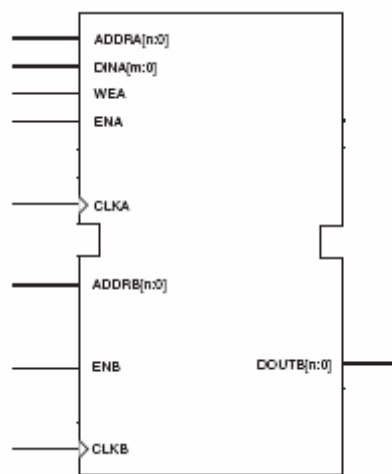 ADDRA[n:0]
DINA[m:0]
WEA
ENA
CLKA
ADDRB[n:0]
ENB
DOUTB[n:0]
CLKB